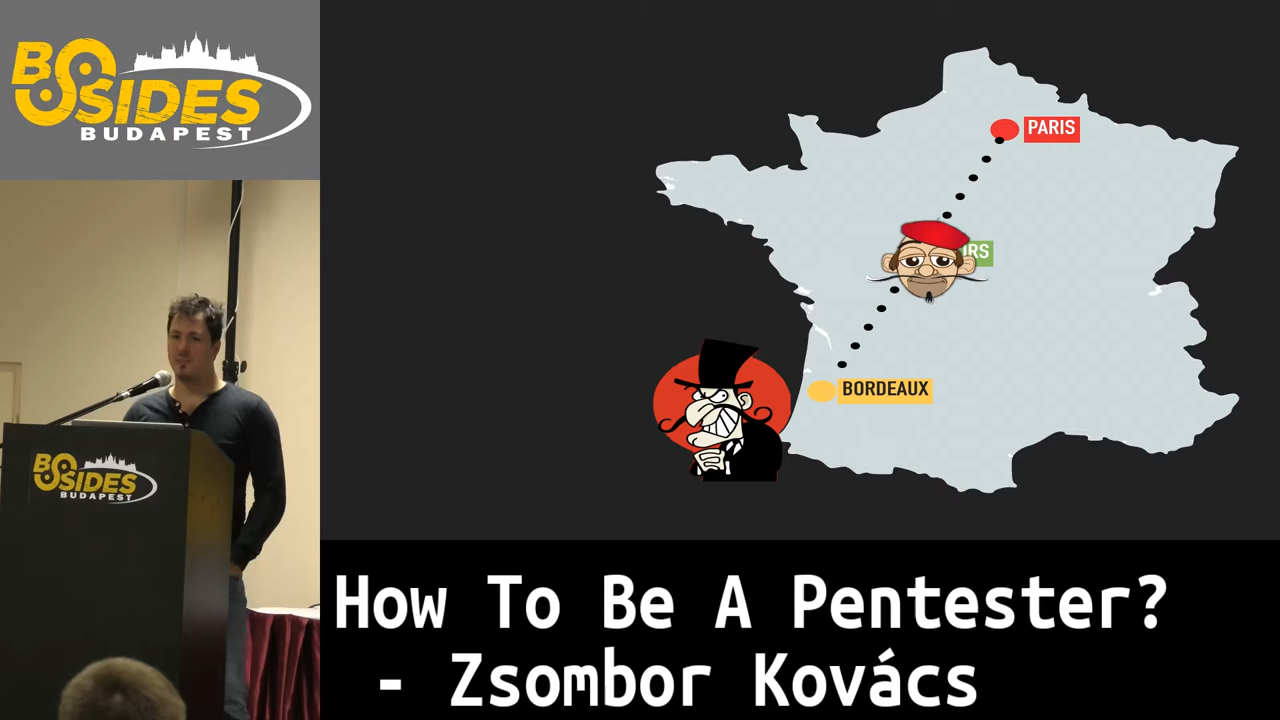 BSIDES
BUDAPEST
PARIS
BORDEAUX
BSIDES
BUDAPEST
How To Be A Pentester?
- Zsombor Kovács